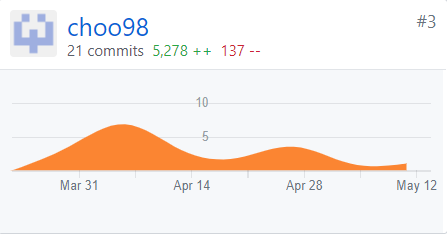 choo98 #3
21 commits 5,278 ++ 137 --
10
5
Mar 31 Apr 14 Apr 28 May 12